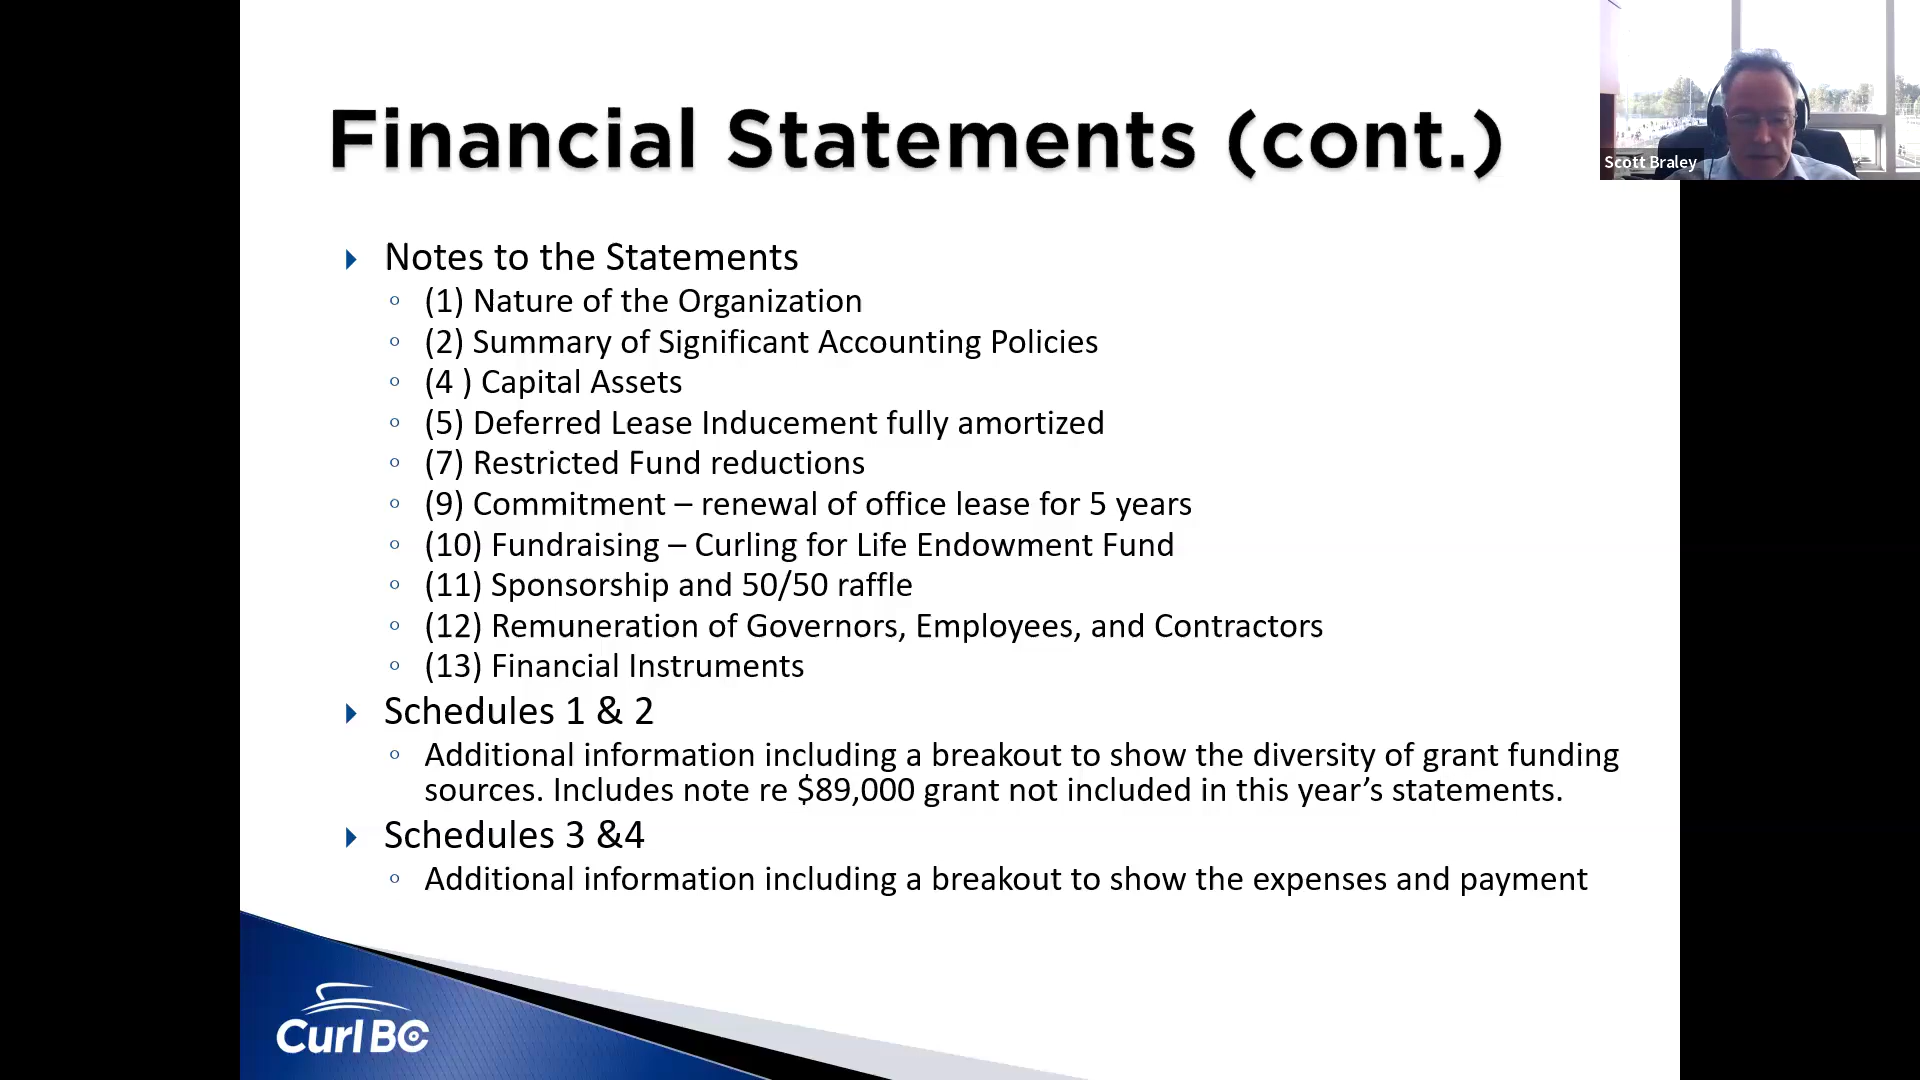 Financial Statements (cont.)
Scott Braley
Notes to the Statements
(1) Nature of the Organization
(2) Summary of Significant Accounting Policies
(4 ) Capital Assets
(5) Deferred Lease Inducement fully amortized
(7) Restricted Fund reductions
(9) Commitment – renewal of office lease for 5 years
(10) Fundraising – Curling for Life Endowment Fund
(11) Sponsorship and 50/50 raffle
(12) Remuneration of Governors, Employees, and Contractors
(13) Financial Instruments
Schedules 1 & 2
Additional information including a breakout to show the diversity of grant funding
sources. Includes note re $89,000 grant not included in this year’s statements.
Schedules 3 &4
Additional information including a breakout to show the expenses and payment
Curl BC